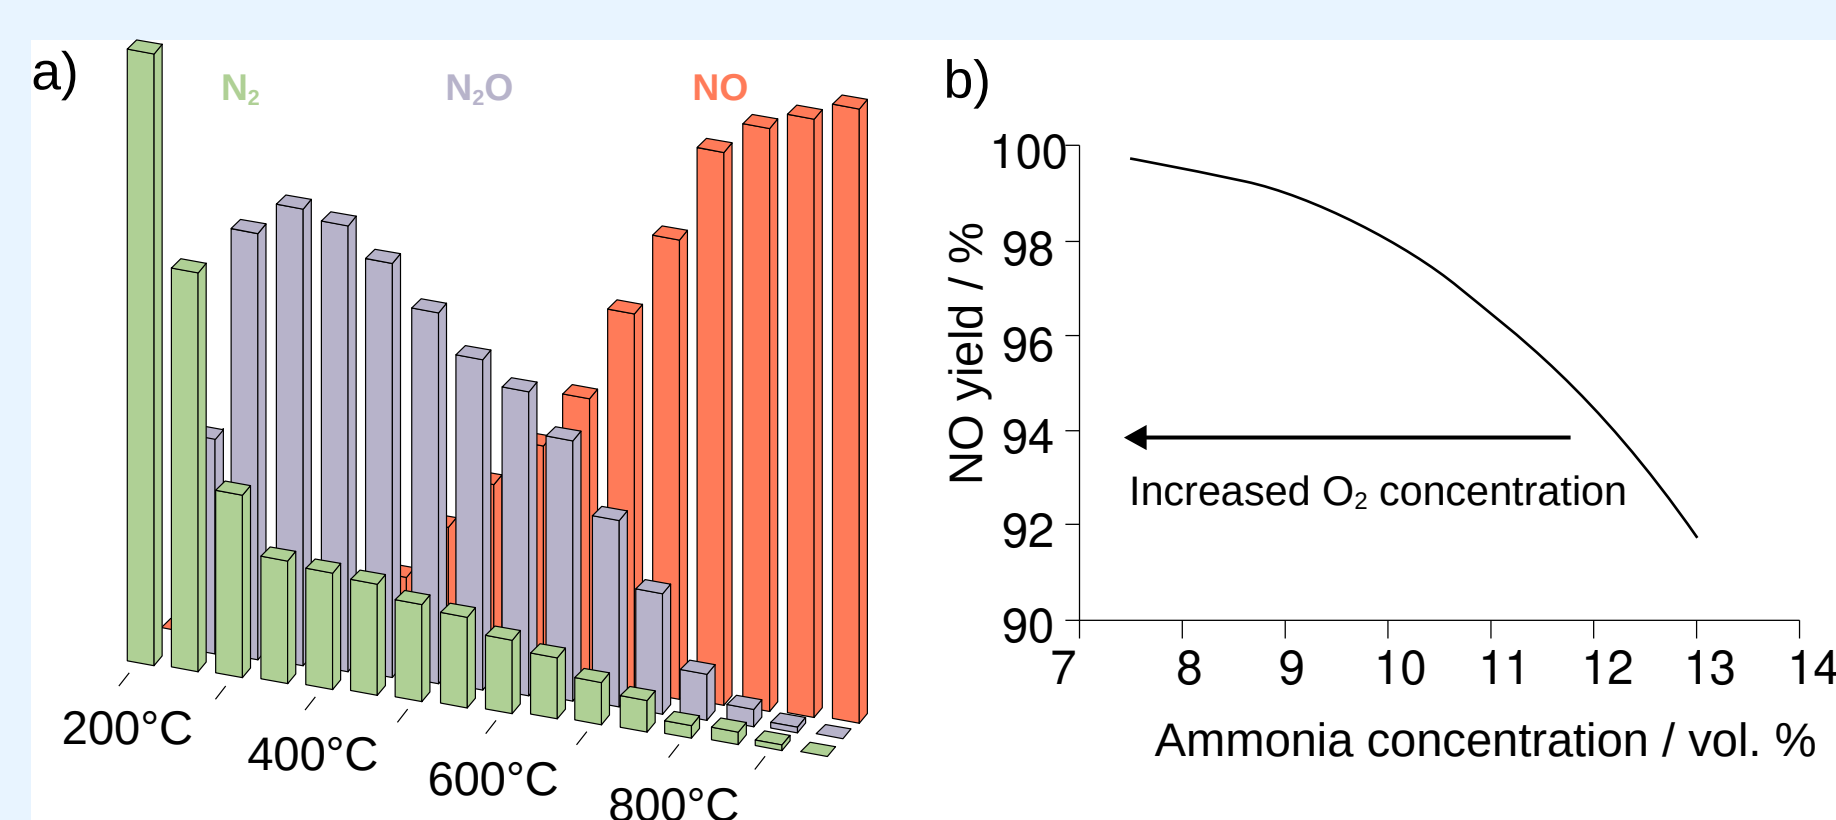 a)
N₂
N₂O
NO
200°C
400°C
600°C
800°C
b)
NO yield / %
100
98
96
94
92
90
Increased O₂ concentration
7 8 9 10 11 12 13 14
Ammonia concentration / vol. %